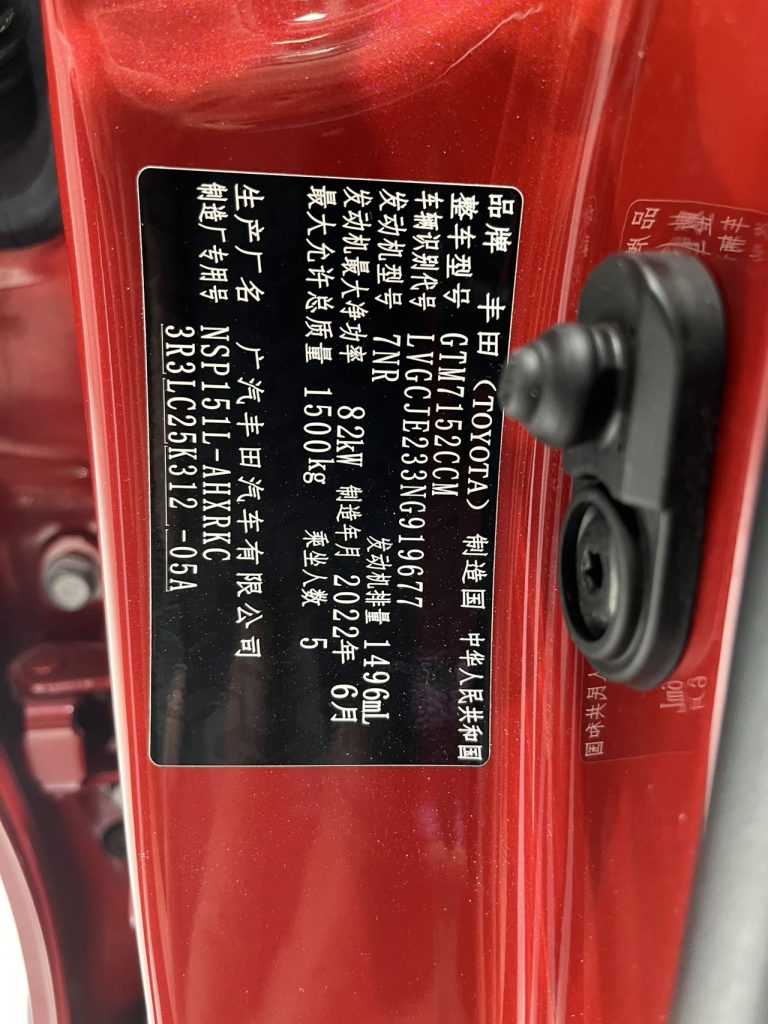 品牌 丰田（TOYOTA） 制造国 中华人民共和国
整车型号 GTM7152CCM
车辆识别代号 LVGCJE233NG919677
发动机型号 7NR 发动机排量 1496mL
发动机最大净功率 82kW 制造年月 2022年 6月
最大允许总质量 1500kg 乘坐人数 5
生产厂名 广汽丰田汽车有限公司
制造厂专用号 NSP151L-AHXRKC
3R3LC25K312 -05A